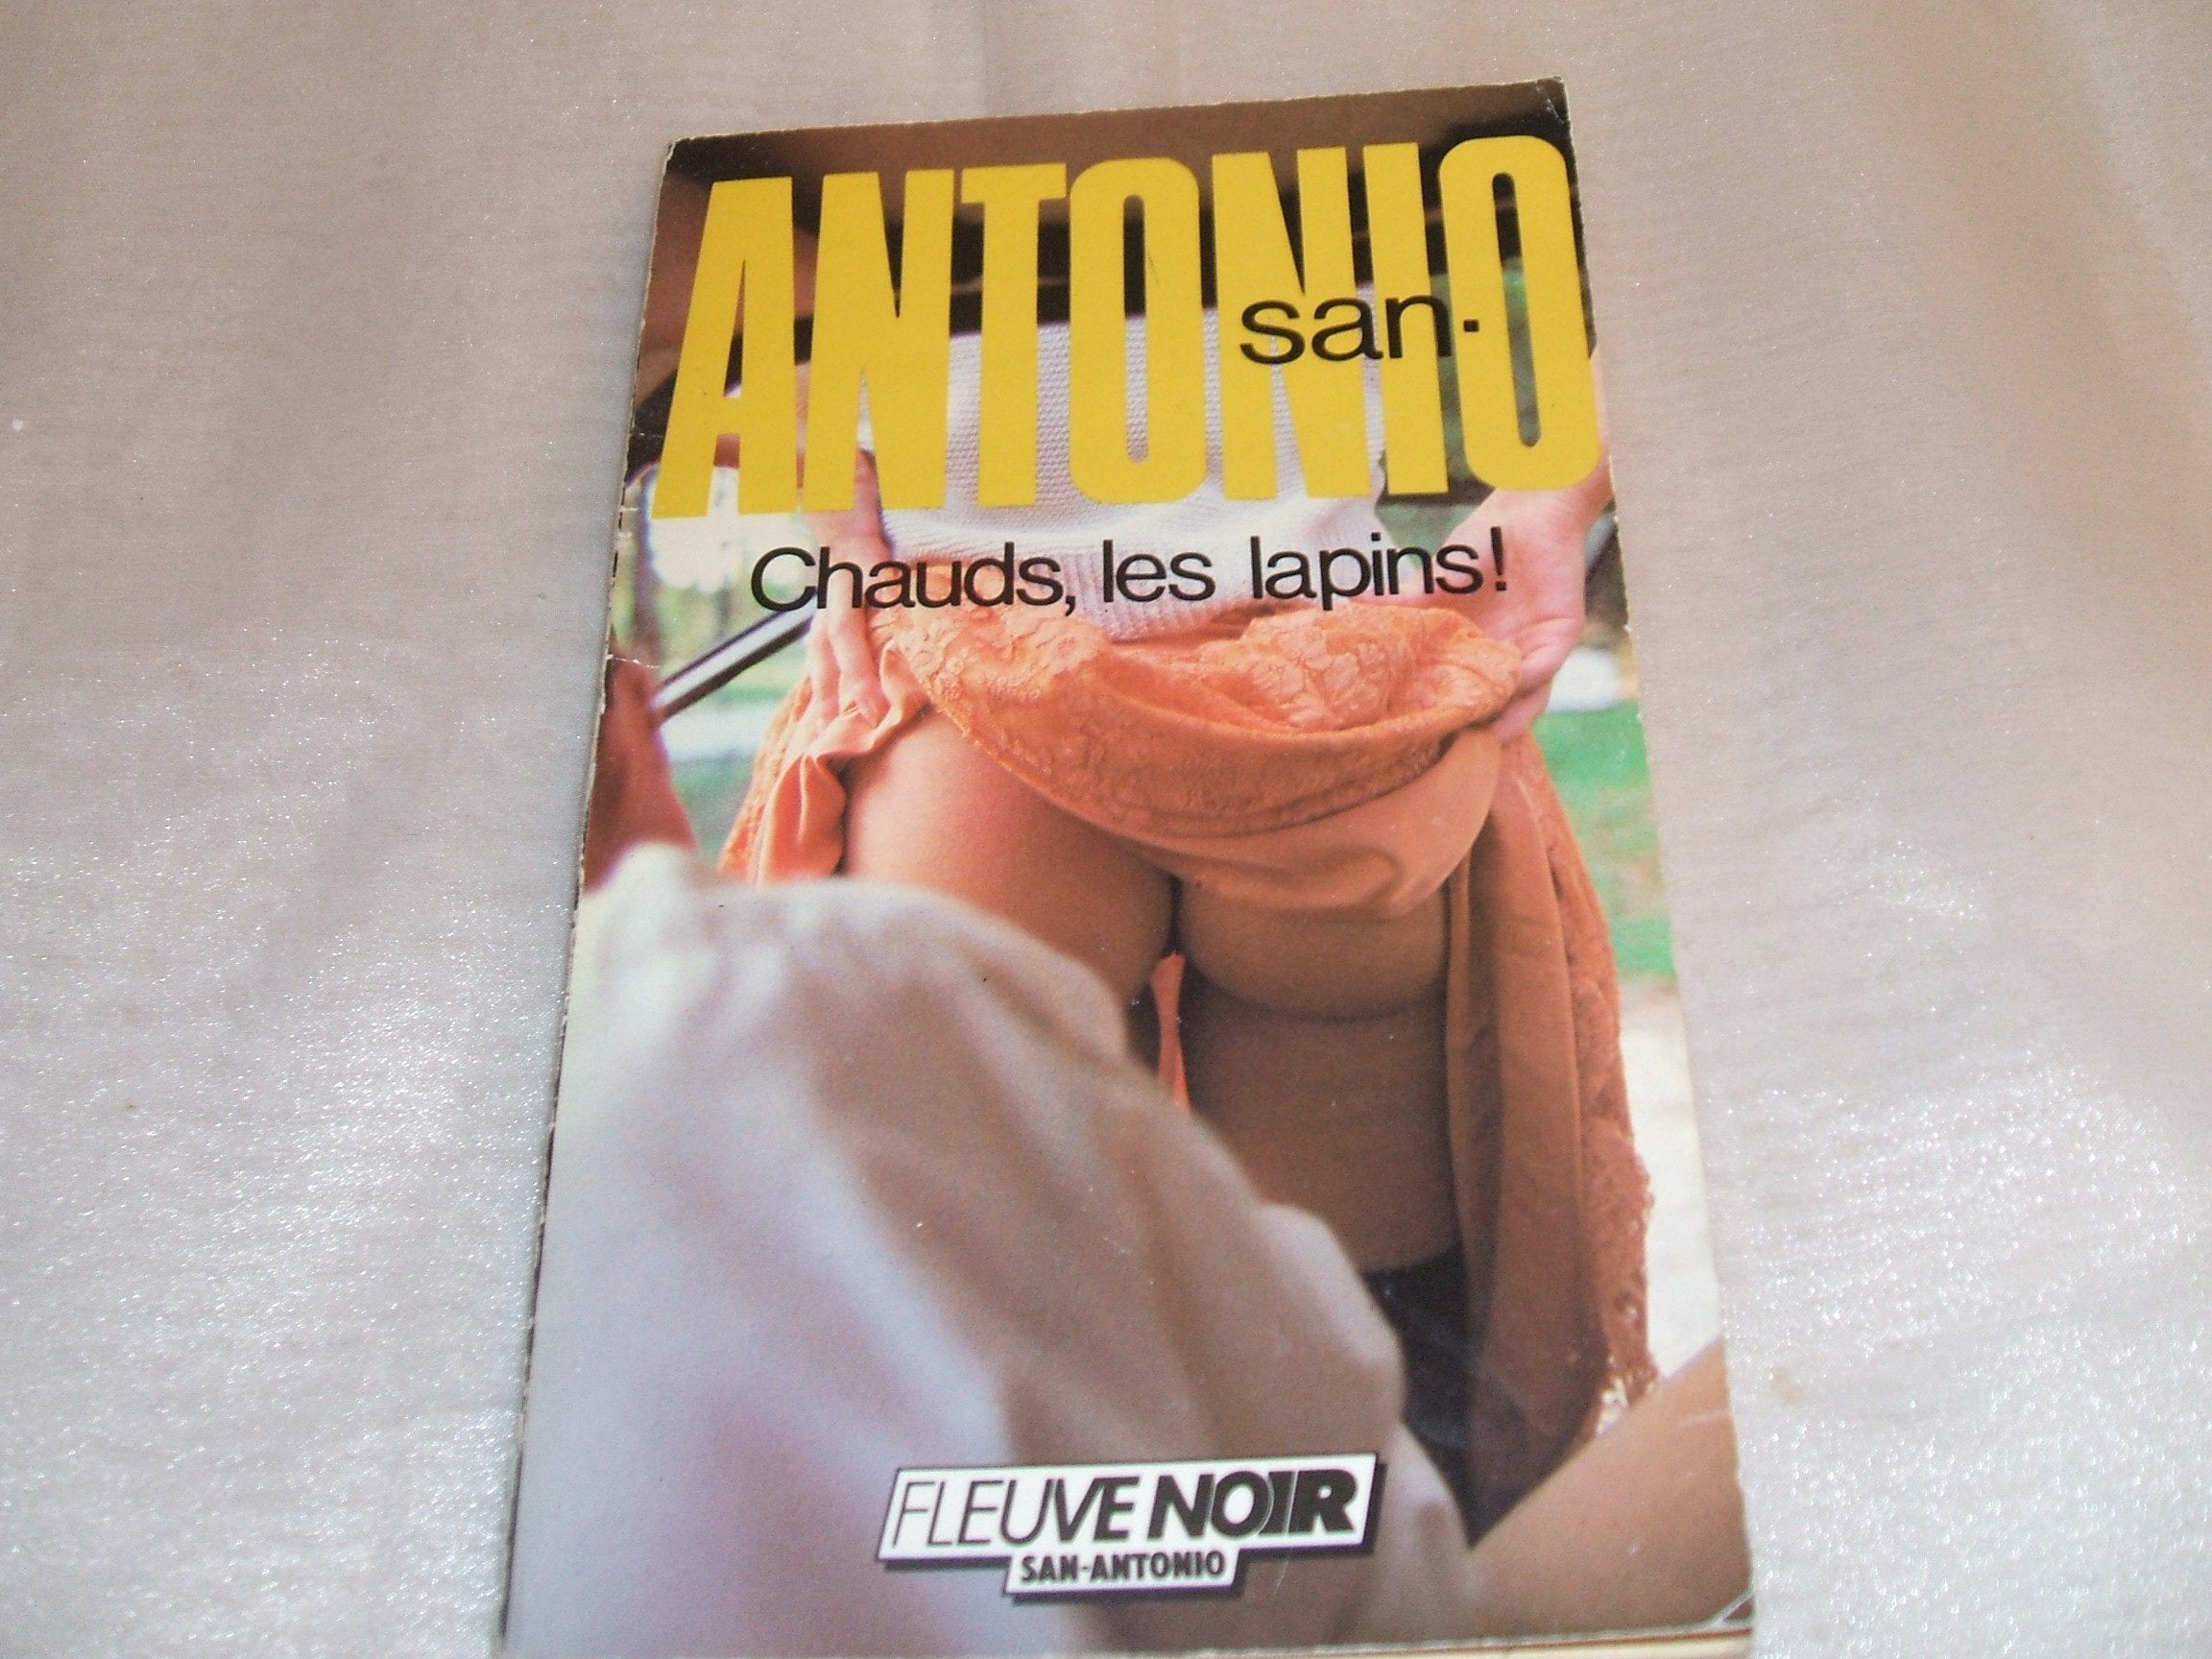 san-
ANTONIO
Chauds, les lapins!
FLEUVE NOIR
SAN-ANTONIO